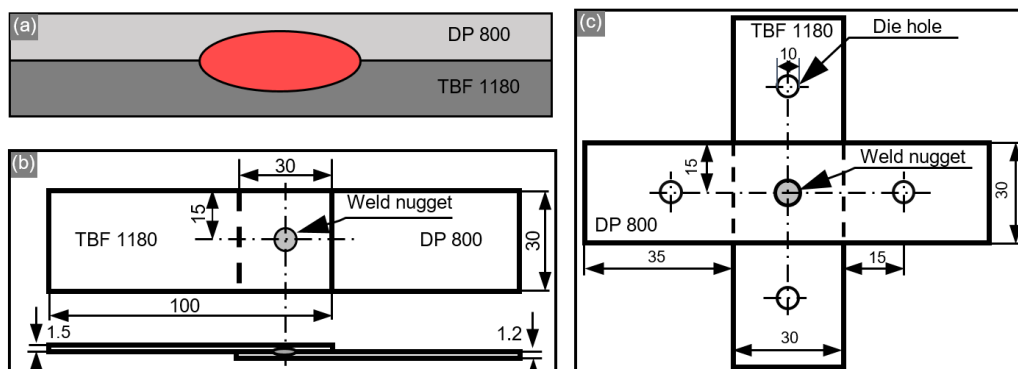 (a)
DP 800
TBF 1180
(b)
30
15
Weld nugget
TBF 1180
DP 800
30
100
1.5
1.2
(c)
TBF 1180
Die hole
10
15
Weld nugget
30
DP 800
35
15
30